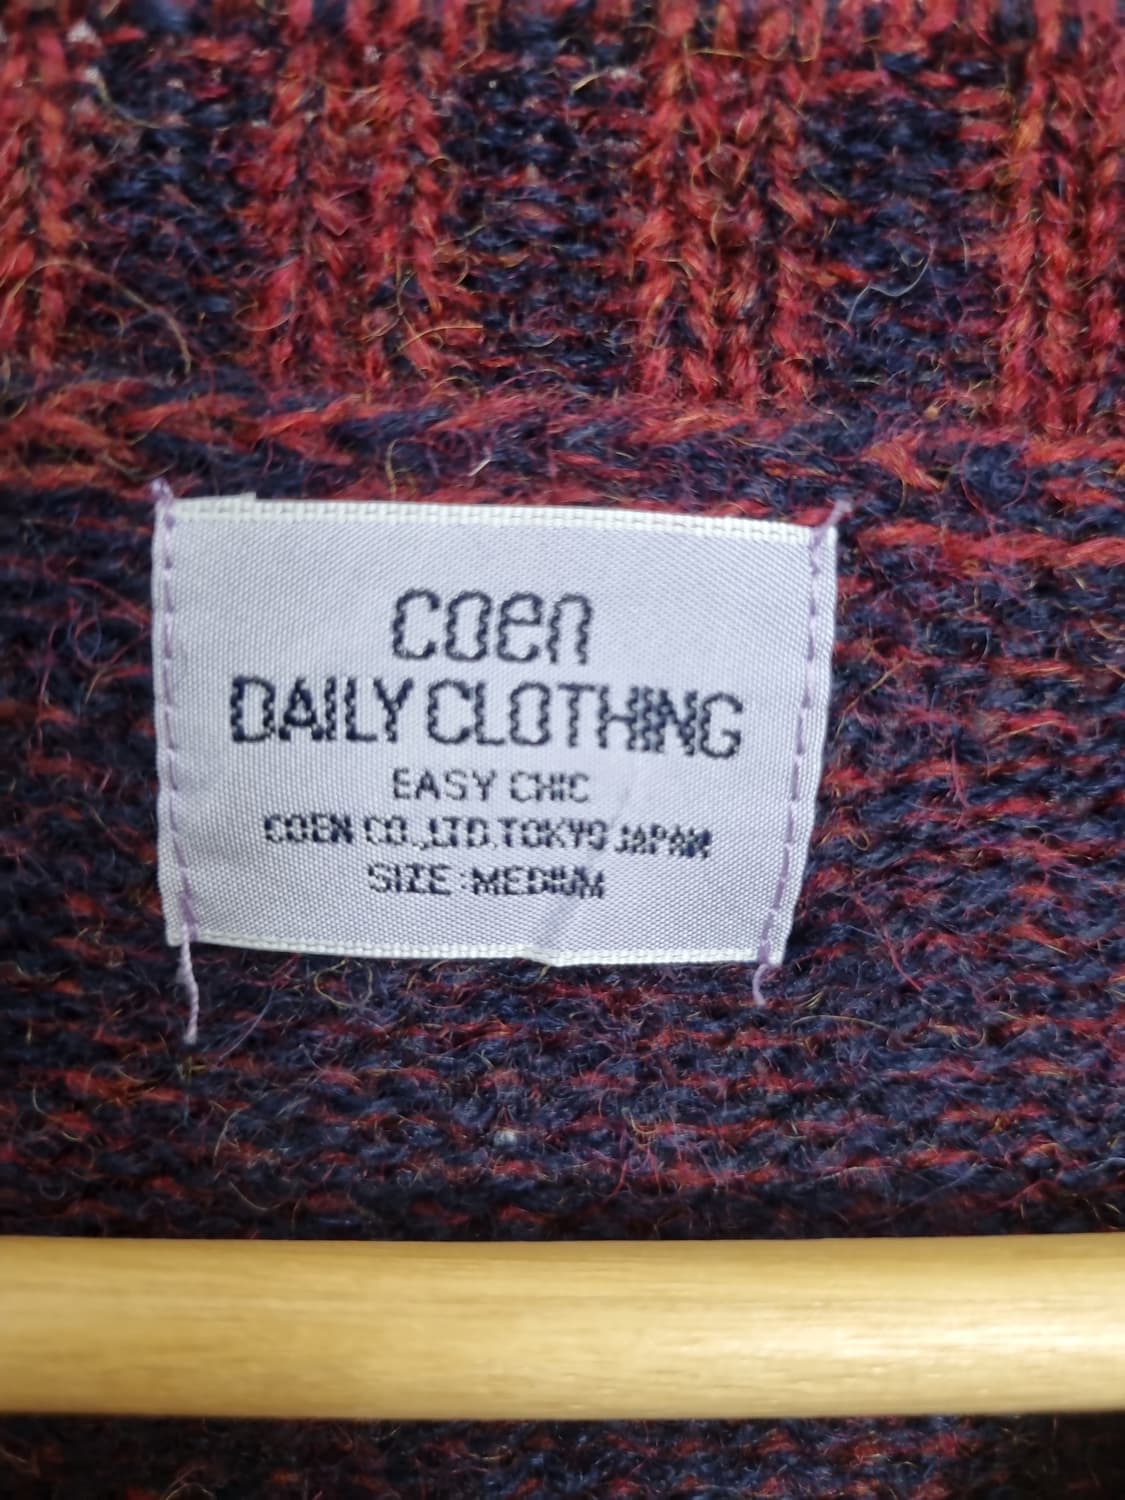 coen
DAILY CLOTHING
EASY CHIC
COEN CO.,LTD.TOKYO JAPAN
SIZE:MEDIUM